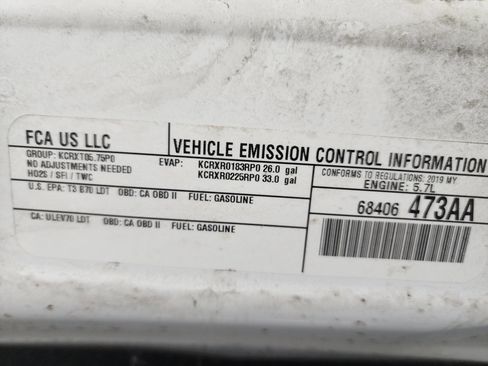 FCA US LLC
VEHICLE EMISSION CONTROL INFORMATION
GROUP: KCRXT05.75P0
NO ADJUSTMENTS NEEDED
HO2S / SFI / TWC
EVAP: KCRXR0183RP0 26.0 gal
KCRXR0225RP0 33.0 gal
CONFORMS TO REGULATIONS: 2019 MY
ENGINE: 5.7L
U.S. EPA: T3 B70 LDT OBD: CA OBD II FUEL: GASOLINE
CA: ULEV70 LDT OBD: CA OBD II FUEL: GASOLINE
68406 473AA